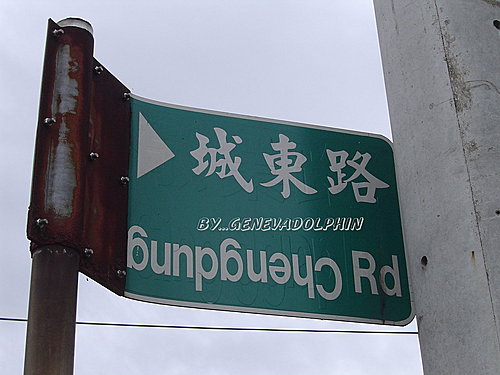 城東路
BY...GENEVADOLPHIN
Chengdung Rd